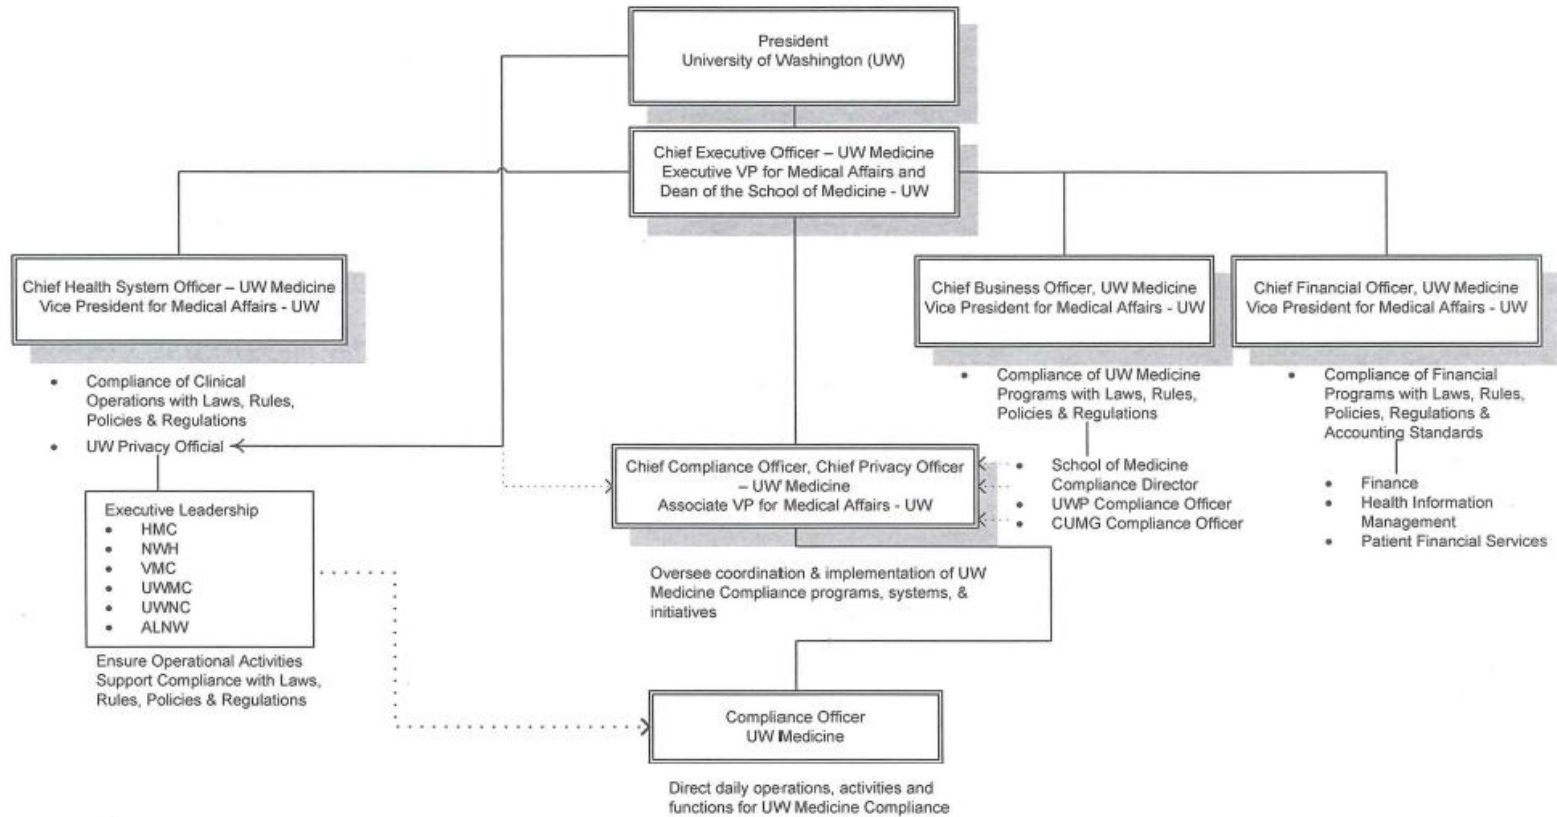 President
University of Washington (UW)
Chief Executive Officer – UW Medicine
Executive VP for Medical Affairs and
Dean of the School of Medicine - UW
Chief Health System Officer – UW Medicine
Vice President for Medical Affairs - UW
• Compliance of Clinical
Operations with Laws, Rules,
Policies & Regulations
• UW Privacy Official
Executive Leadership
• HMC
• NWH
• VMC
• UWMC
• UWNC
• ALNW
Ensure Operational Activities
Support Compliance with Laws,
Rules, Policies & Regulations
Chief Compliance Officer, Chief Privacy Officer
– UW Medicine
Associate VP for Medical Affairs - UW
Oversee coordination & implementation of UW
Medicine Compliance programs, systems, &
initiatives
Compliance Officer
UW Medicine
Direct daily operations, activities and
functions for UW Medicine Compliance
Chief Business Officer, UW Medicine
Vice President for Medical Affairs - UW
• Compliance of UW Medicine
Programs with Laws, Rules,
Policies & Regulations
• School of Medicine
Compliance Director
• UWP Compliance Officer
• CUMG Compliance Officer
Chief Financial Officer, UW Medicine
Vice President for Medical Affairs - UW
• Compliance of Financial
Programs with Laws, Rules,
Policies, Regulations &
Accounting Standards
• Finance
• Health Information
Management
• Patient Financial Services